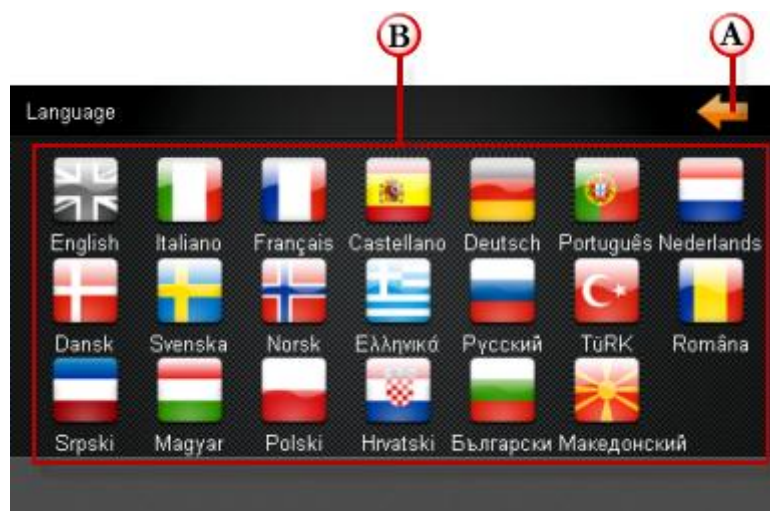 B A
Language
English Italiano Français Castellano Deutsch Português Nederlands
Dansk Svenska Norsk Ελληνικό Русский TüRK Româna
Srpski Magyar Polski Hrvatski Български Македонский